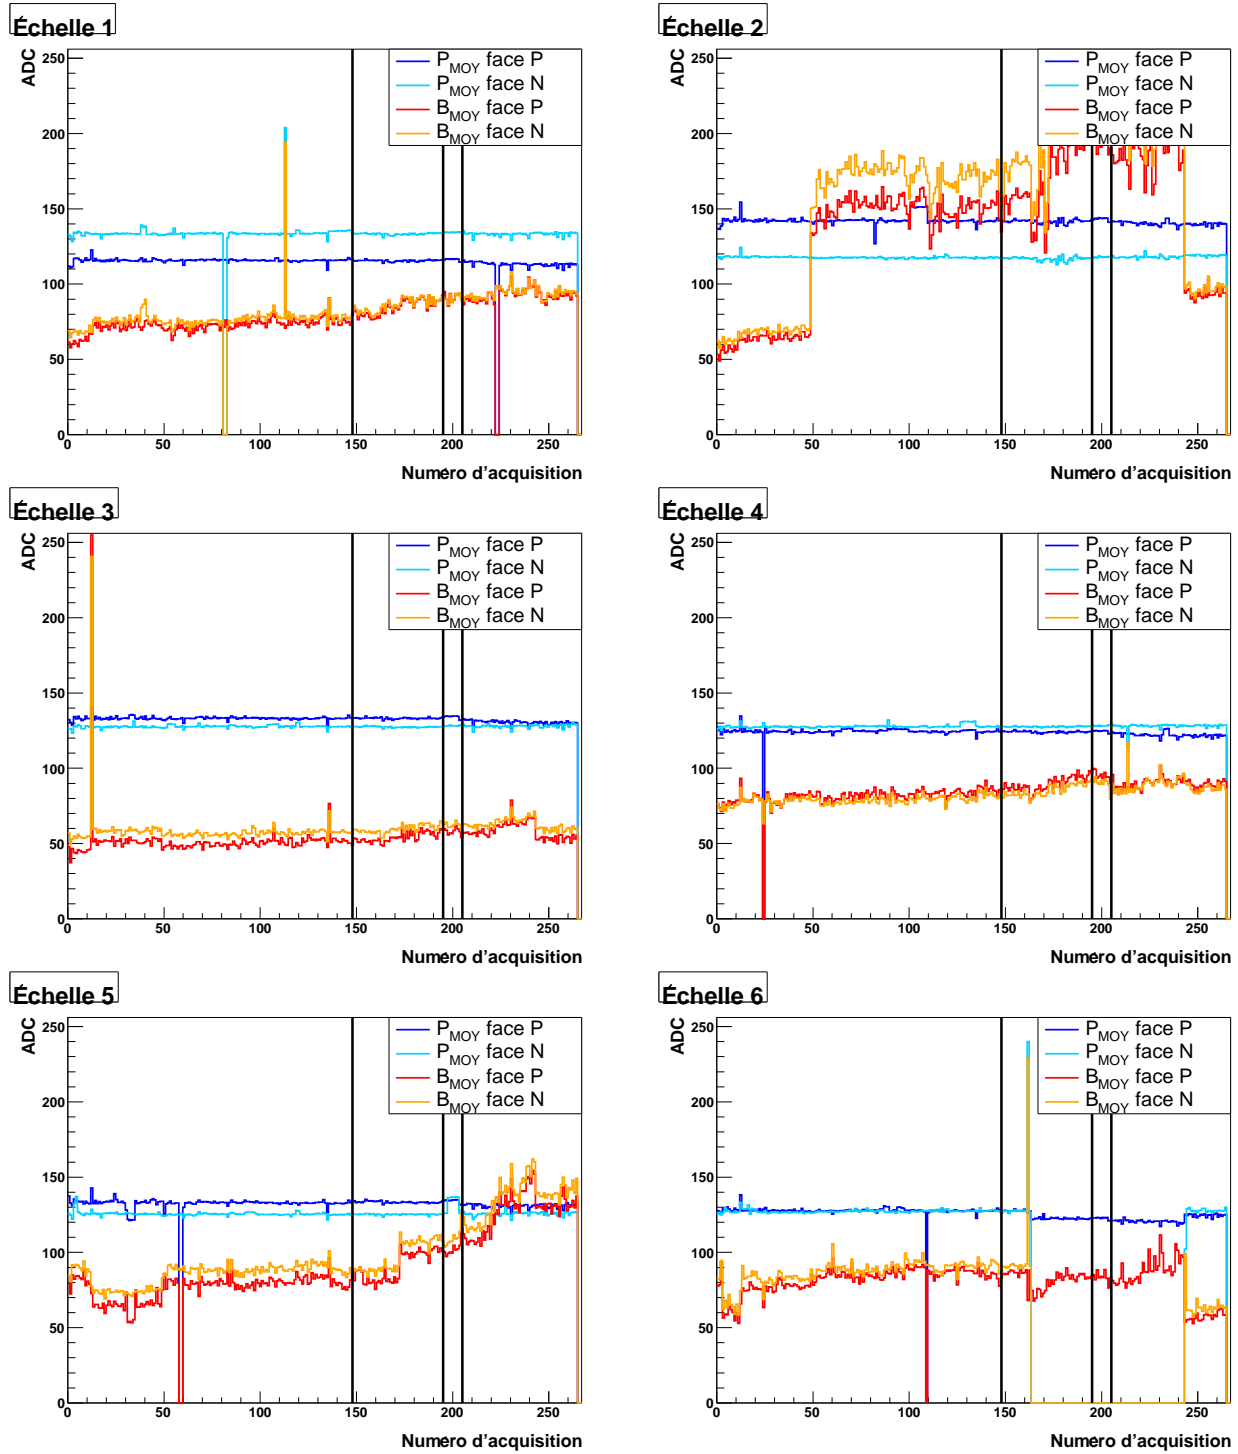 Échelle 1
ADC
P_MOY face P
P_MOY face N
B_MOY face P
B_MOY face N
250
200
150
100
50
0
0 50 100 150 200 250
Numéro d'acquisition
Échelle 2
ADC
P_MOY face P
P_MOY face N
B_MOY face P
B_MOY face N
250
200
150
100
50
0
0 50 100 150 200 250
Numéro d'acquisition
Échelle 3
ADC
P_MOY face P
P_MOY face N
B_MOY face P
B_MOY face N
250
200
150
100
50
0
0 50 100 150 200 250
Numéro d'acquisition
Échelle 4
ADC
P_MOY face P
P_MOY face N
B_MOY face P
B_MOY face N
250
200
150
100
50
0
0 50 100 150 200 250
Numéro d'acquisition
Échelle 5
ADC
P_MOY face P
P_MOY face N
B_MOY face P
B_MOY face N
250
200
150
100
50
0
0 50 100 150 200 250
Numéro d'acquisition
Échelle 6
ADC
P_MOY face P
P_MOY face N
B_MOY face P
B_MOY face N
250
200
150
100
50
0
0 50 100 150 200 250
Numéro d'acquisition